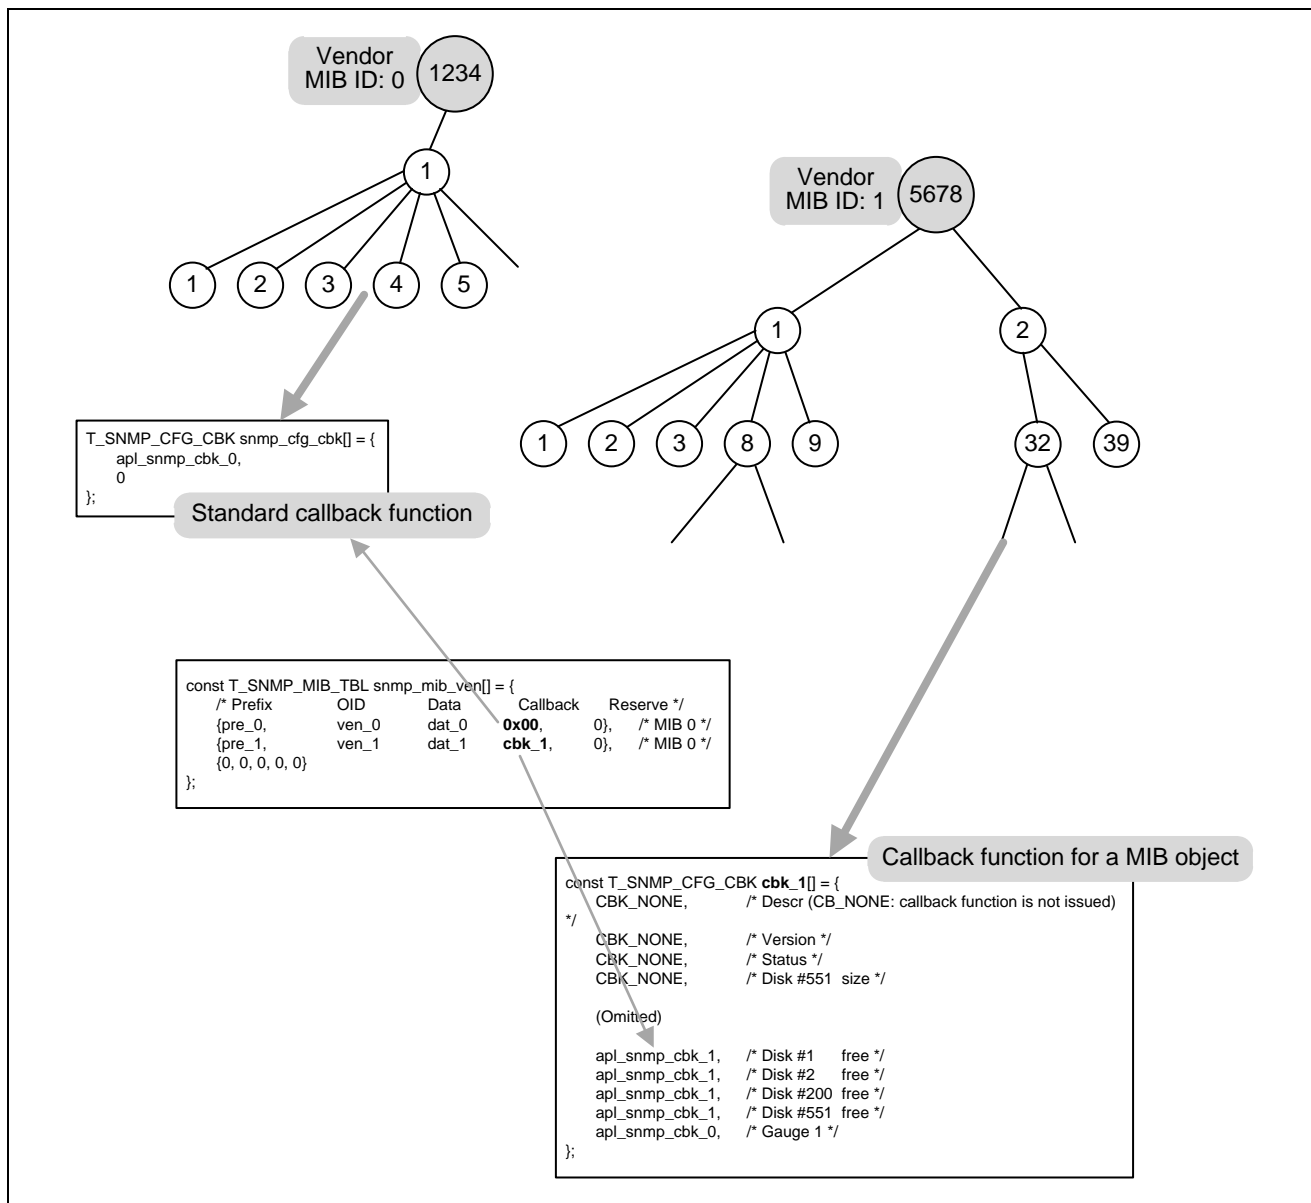 Vendor
MIB ID: 0
1234
1
1 2 3 4 5
Vendor
MIB ID: 1
5678
1 2
1 2 3 8 9 32 39
T_SNMP_CFG_CBK snmp_cfg_cbk[] = {
apl_snmp_cbk_0,
0
};
Standard callback function
const T_SNMP_MIB_TBL snmp_mib_ven[] = {
/* Prefix OID Data Callback Reserve */
{pre_0, ven_0 dat_0 0x00, 0}, /* MIB 0 */
{pre_1, ven_1 dat_1 cbk_1, 0}, /* MIB 0 */
{0, 0, 0, 0, 0}
};
Callback function for a MIB object
const T_SNMP_CFG_CBK cbk_1[] = {
CBK_NONE, /* Descr (CB_NONE: callback function is not issued)
*/
CBK_NONE, /* Version */
CBK_NONE, /* Status */
CBK_NONE, /* Disk #551 size */
(Omitted)
apl_snmp_cbk_1, /* Disk #1 free */
apl_snmp_cbk_1, /* Disk #2 free */
apl_snmp_cbk_1, /* Disk #200 free */
apl_snmp_cbk_1, /* Disk #551 free */
apl_snmp_cbk_0, /* Gauge 1 */
};